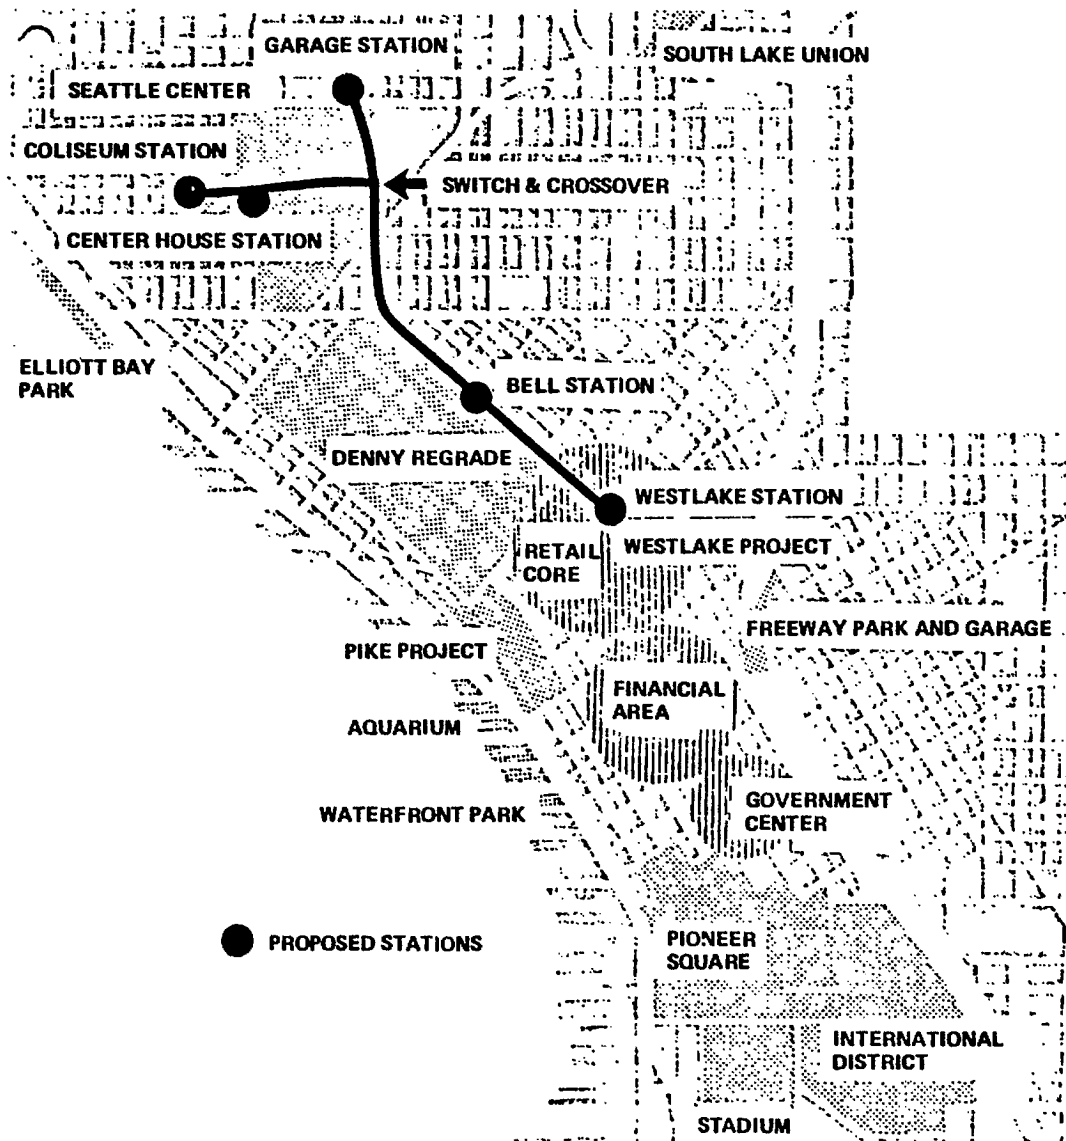 GARAGE STATION
SOUTH LAKE UNION
SEATTLE CENTER
COLISEUM STATION
SWITCH & CROSSOVER
CENTER HOUSE STATION
ELLIOTT BAY
PARK
BELL STATION
DENNY REGRADE
WESTLAKE STATION
RETAIL
CORE
WESTLAKE PROJECT
FREEWAY PARK AND GARAGE
PIKE PROJECT
FINANCIAL
AREA
AQUARIUM
WATERFRONT PARK
GOVERNMENT
CENTER
PROPOSED STATIONS
PIONEER
SQUARE
INTERNATIONAL
DISTRICT
STADIUM